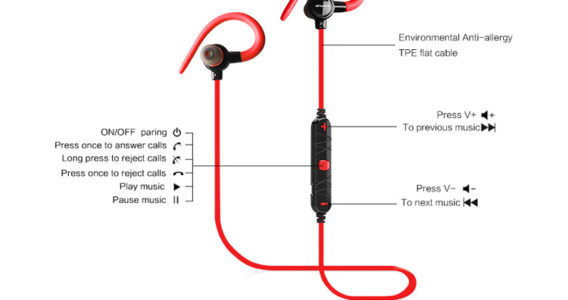 Environmental Anti-allergy
TPE flat cable
ON/OFF paring
Press once to answer calls
Long press to reject calls
Press once to reject calls
Play music
Pause music
Press V+
To previous music
Press V-
To next music